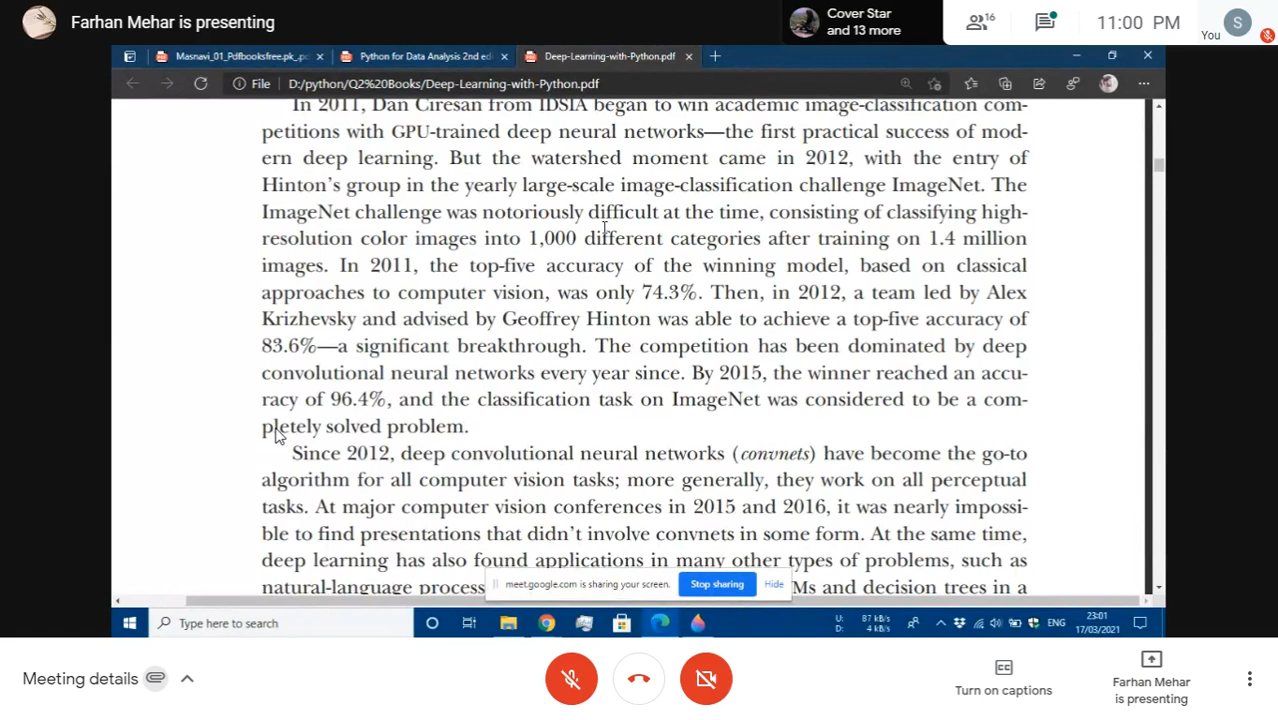 Farhan Mehar is presenting
Cover Star
and 13 more
16
11:00 PM
You
S
Masnavi_01_Pdfbooksfree.pk_.pc
Python for Data Analysis 2nd edi
Deep-Learning-with-Python.pdf
File
D:/python/Q2%20Books/Deep-Learning-with-Python.pdf
In 2011, Dan Ciresan from IDSIA began to win academic image-classification com-
petitions with GPU-trained deep neural networks—the first practical success of mod-
ern deep learning. But the watershed moment came in 2012, with the entry of
Hinton's group in the yearly large-scale image-classification challenge ImageNet. The
ImageNet challenge was notoriously difficult at the time, consisting of classifying high-
resolution color images into 1,000 different categories after training on 1.4 million
images. In 2011, the top-five accuracy of the winning model, based on classical
approaches to computer vision, was only 74.3%. Then, in 2012, a team led by Alex
Krizhevsky and advised by Geoffrey Hinton was able to achieve a top-five accuracy of
83.6%—a significant breakthrough. The competition has been dominated by deep
convolutional neural networks every year since. By 2015, the winner reached an accu-
racy of 96.4%, and the classification task on ImageNet was considered to be a com-
pletely solved problem.
Since 2012, deep convolutional neural networks (convnets) have become the go-to
algorithm for all computer vision tasks; more generally, they work on all perceptual
tasks. At major computer vision conferences in 2015 and 2016, it was nearly impossi-
ble to find presentations that didn't involve convnets in some form. At the same time,
deep learning has also found applications in many other types of problems, such as
natural-language process
Ms and decision trees in a
meet.google.com is sharing your screen.
Stop sharing
Hide
Type here to search
U: 87 kB/s
D: 4 kB/s
ENG
23:01
17/03/2021
Meeting details
CC
Turn on captions
Farhan Mehar
is presenting